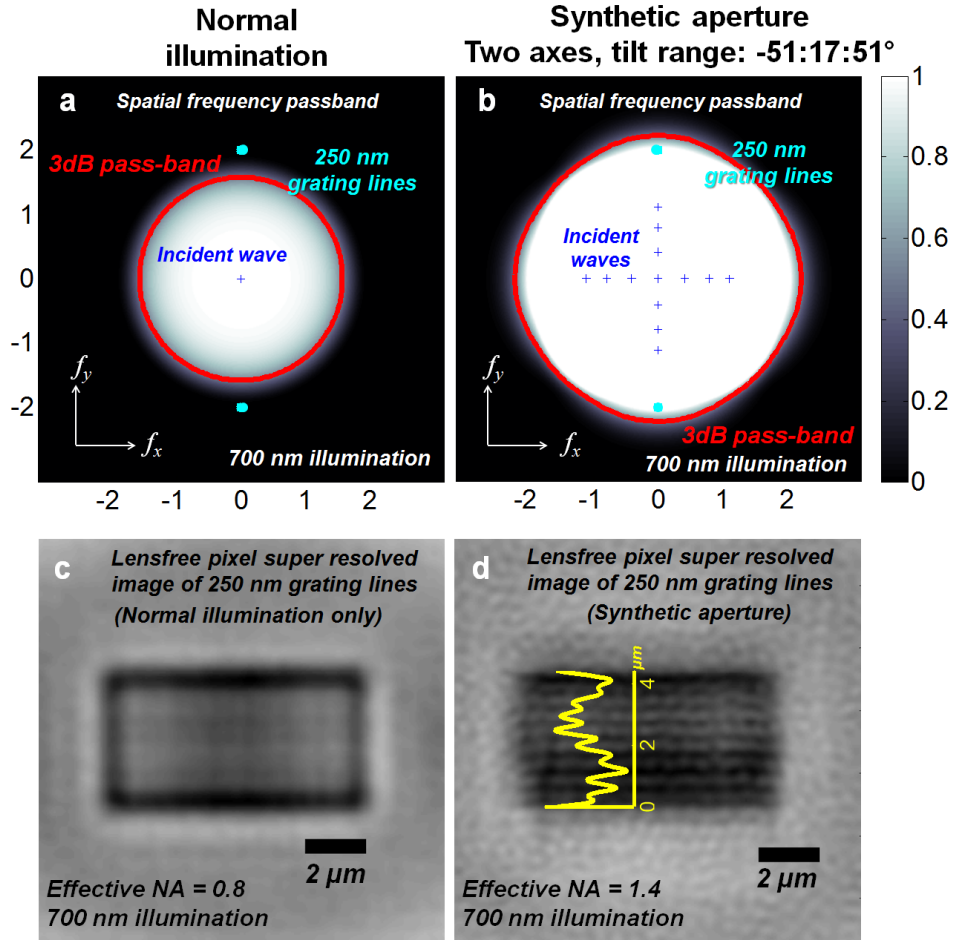 Normal
illumination
Synthetic aperture
Two axes, tilt range: -51:17:51°
a
Spatial frequency passband
2
3dB pass-band
250 nm
grating lines
1
Incident wave
0
-1
-2
fy
fx
700 nm illumination
-2 -1 0 1 2
b
Spatial frequency passband
250 nm
grating lines
Incident
waves
fy
fx
3dB pass-band
700 nm illumination
-2 -1 0 1 2
1
0.8
0.6
0.4
0.2
0
c
Lensfree pixel super resolved
image of 250 nm grating lines
(Normal illumination only)
2 µm
Effective NA = 0.8
700 nm illumination
d
Lensfree pixel super resolved
image of 250 nm grating lines
(Synthetic aperture)
µm
4
2
0
2 µm
Effective NA = 1.4
700 nm illumination